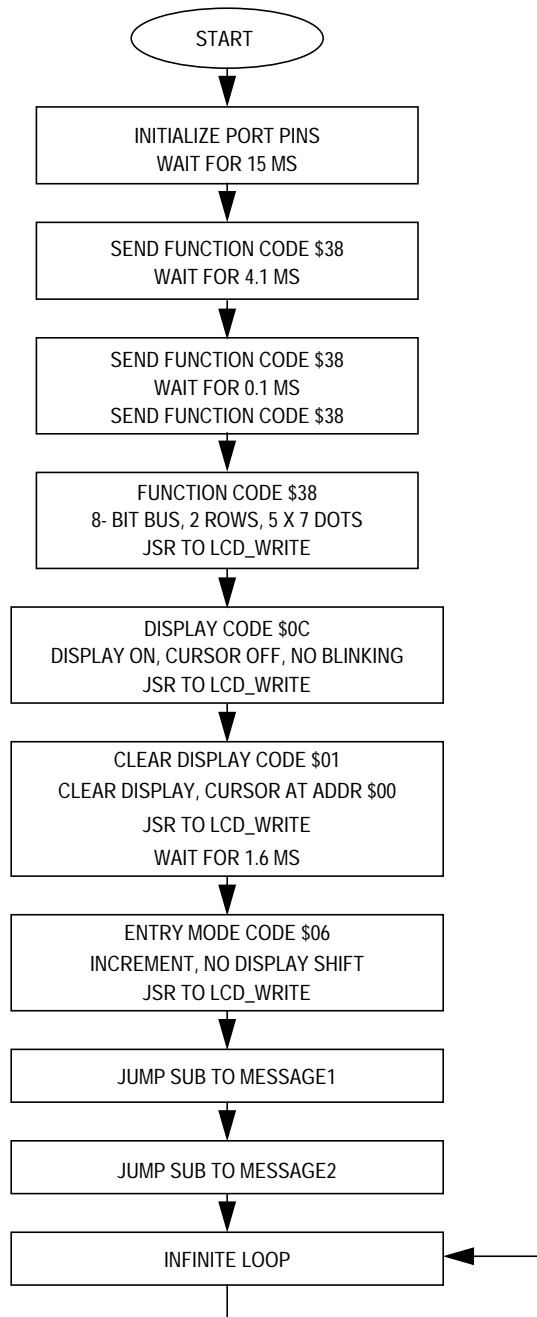 START
INITIALIZE PORT PINS
WAIT FOR 15 MS
SEND FUNCTION CODE $38
WAIT FOR 4.1 MS
SEND FUNCTION CODE $38
WAIT FOR 0.1 MS
SEND FUNCTION CODE $38
FUNCTION CODE $38
8- BIT BUS, 2 ROWS, 5 X 7 DOTS
JSR TO LCD_WRITE
DISPLAY CODE $0C
DISPLAY ON, CURSOR OFF, NO BLINKING
JSR TO LCD_WRITE
CLEAR DISPLAY CODE $01
CLEAR DISPLAY, CURSOR AT ADDR $00
JSR TO LCD_WRITE
WAIT FOR 1.6 MS
ENTRY MODE CODE $06
INCREMENT, NO DISPLAY SHIFT
JSR TO LCD_WRITE
JUMP SUB TO MESSAGE1
JUMP SUB TO MESSAGE2
INFINITE LOOP